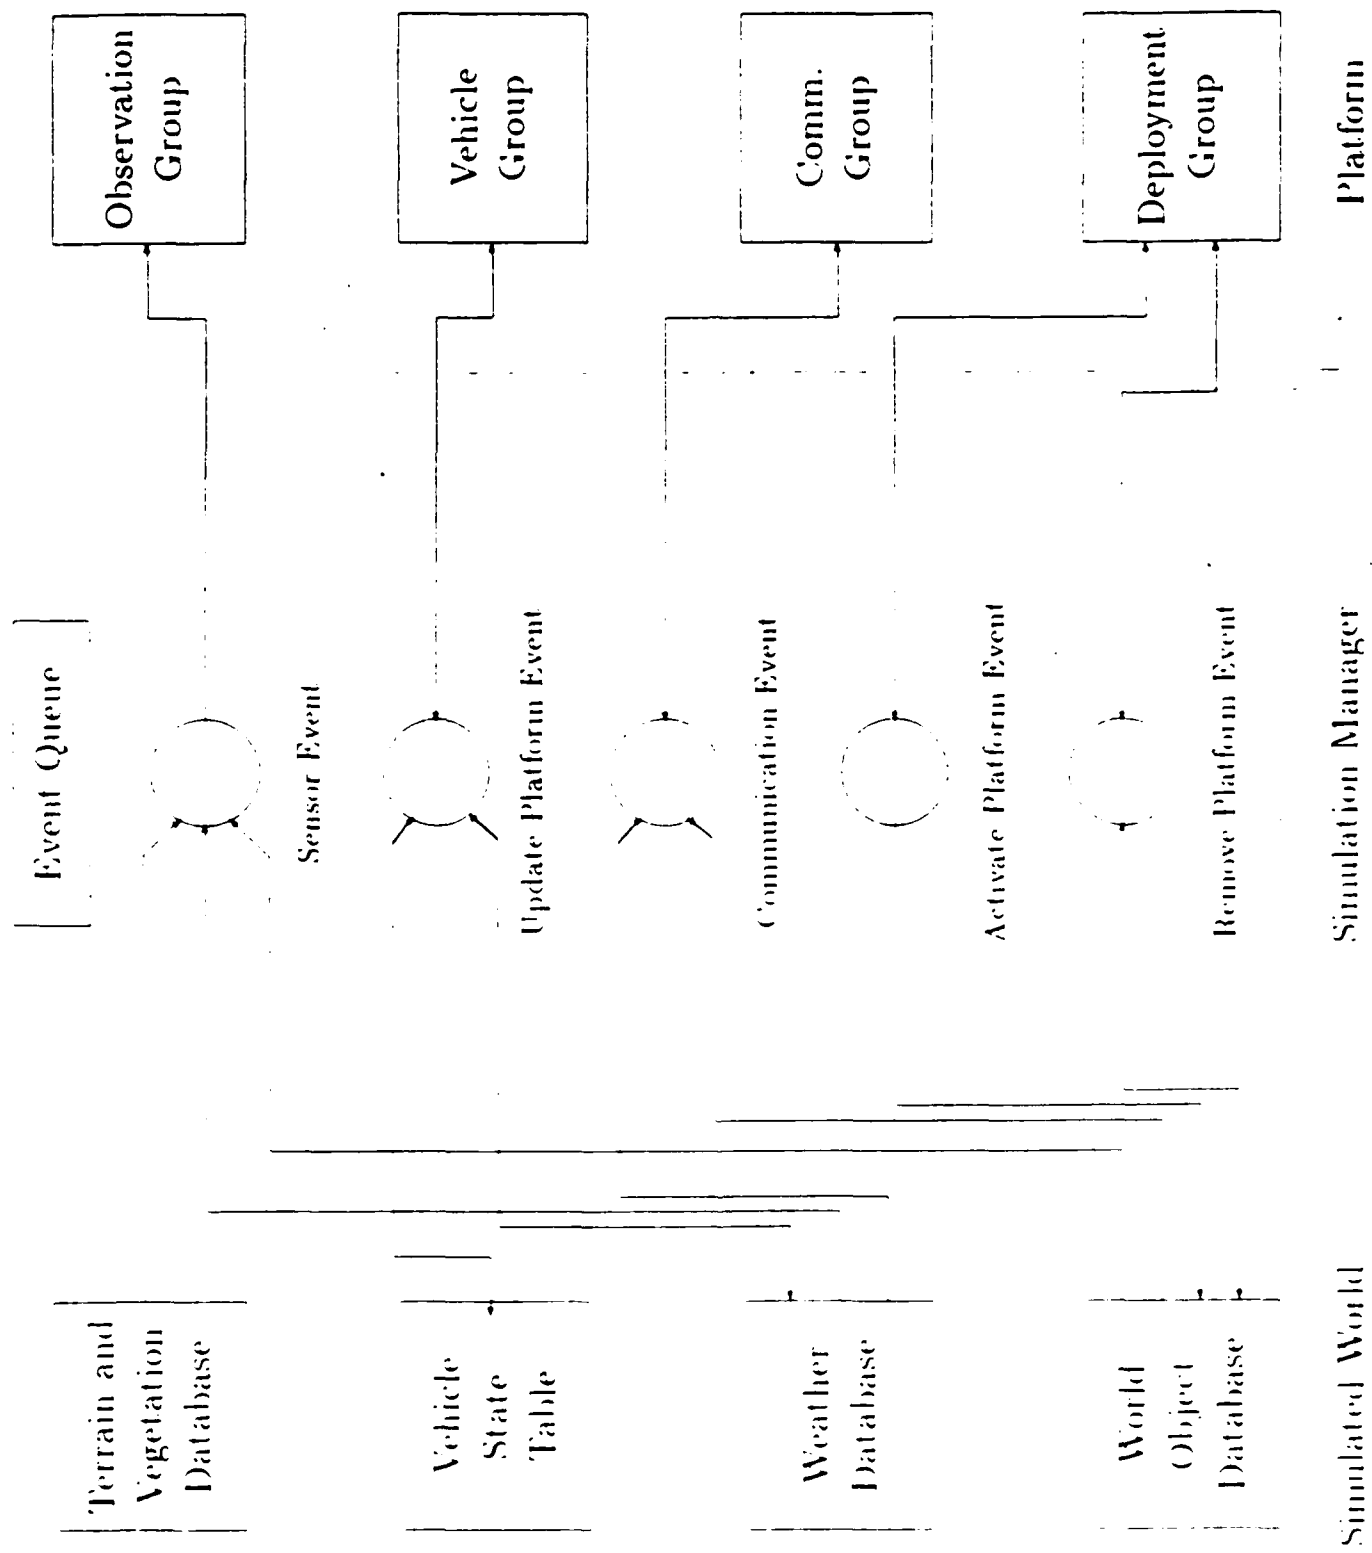 Event Queue
Terrain and
Vegetation
Database
Sensor Event
Observation
Group
Vehicle
State
Table
Update Platform Event
Vehicle
Group
Weather
Database
Communication Event
Comm.
Group
World
Object
Database
Activate Platform Event
Remove Platform Event
Deployment
Group
Simulated World
Simulation Manager
Platform